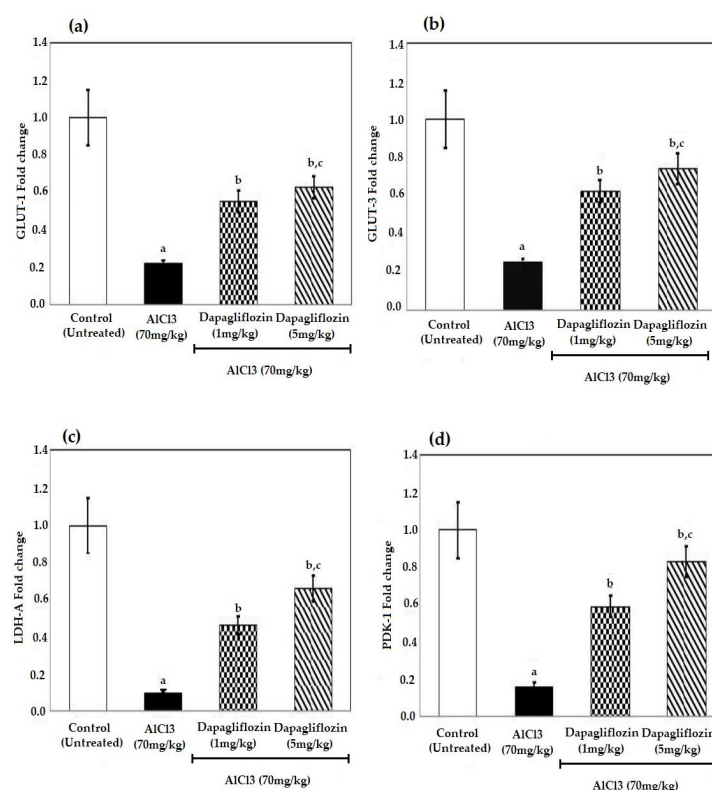 (a)
1.4
1.2
1.0
0.8
0.6
0.4
0.2
0.0
GLUT-1 Fold change
a
b
b,c
Control
(Untreated)
AlCl3
(70mg/kg)
Dapagliflozin
(1mg/kg)
Dapagliflozin
(5mg/kg)
AlCl3 (70mg/kg)
(b)
1.4
1.2
1.0
0.8
0.6
0.4
0.2
0.0
GLUT-3 Fold change
a
b
b,c
Control
(Untreated)
AlCl3
(70mg/kg)
Dapagliflozin
(1mg/kg)
Dapagliflozin
(5mg/kg)
AlCl3 (70mg/kg)
(c)
1.4
1.2
1.0
0.8
0.6
0.4
0.2
0.0
LDH-A Fold change
a
b
b,c
Control
(Untreated)
AlCl3
(70mg/kg)
Dapagliflozin
(1mg/kg)
Dapagliflozin
(5mg/kg)
AlCl3 (70mg/kg)
(d)
1.4
1.2
1.0
0.8
0.6
0.4
0.2
0.0
PDK-1 Fold change
a
b
b,c
Control
(Untreated)
AlCl3
(70mg/kg)
Dapagliflozin
(1mg/kg)
Dapagliflozin
(5mg/kg)
AlCl3 (70mg/kg)